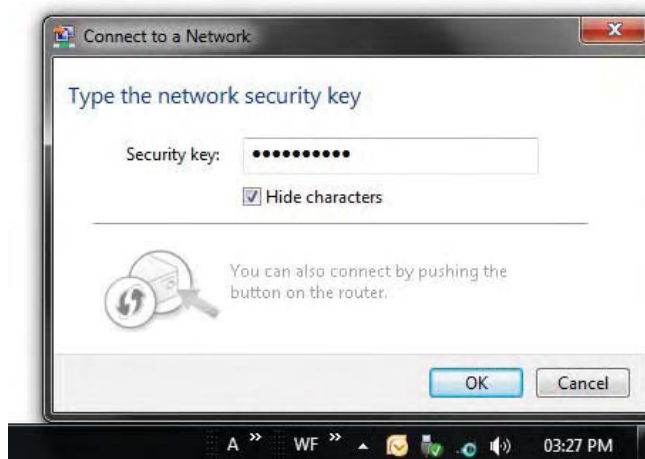 Connect to a Network
Type the network security key
Security key: ••••••••••
Hide characters
You can also connect by pushing the
button on the router.
OK Cancel
A » WF » 03:27 PM